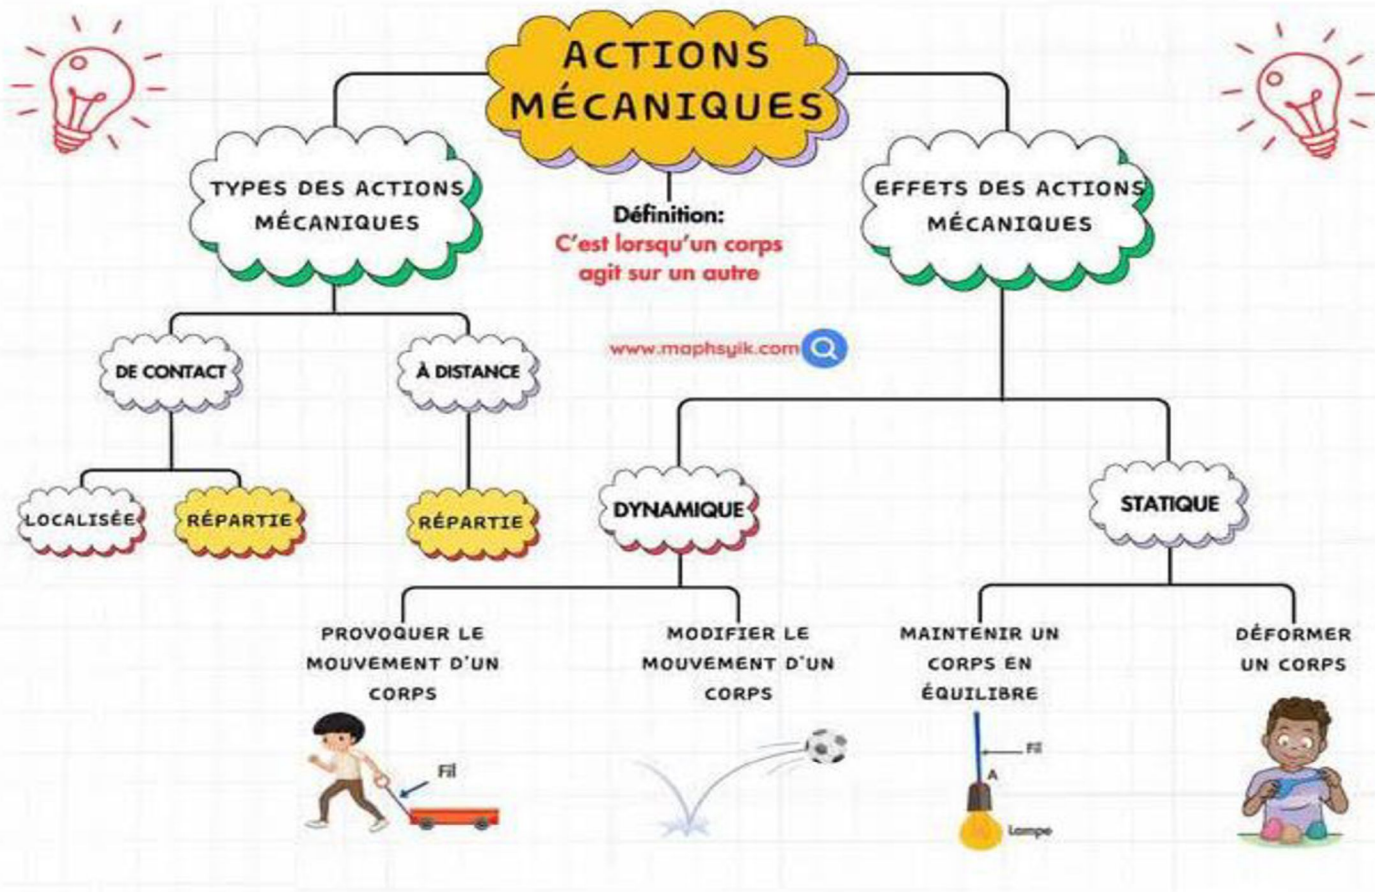 ACTIONS
MÉCANIQUES
TYPES DES ACTIONS
MÉCANIQUES
Définition:
C'est lorsqu'un corps
agit sur un autre
EFFETS DES ACTIONS
MÉCANIQUES
www.maphsyik.com
DE CONTACT
À DISTANCE
LOCALISÉE
RÉPARTIE
RÉPARTIE
DYNAMIQUE
STATIQUE
PROVOQUER LE
MOUVEMENT D'UN
CORPS
MODIFIER LE
MOUVEMENT D'UN
CORPS
MAINTENIR UN
CORPS EN
ÉQUILIBRE
DÉFORMER
UN CORPS
Fil
Fil
A
Lampe